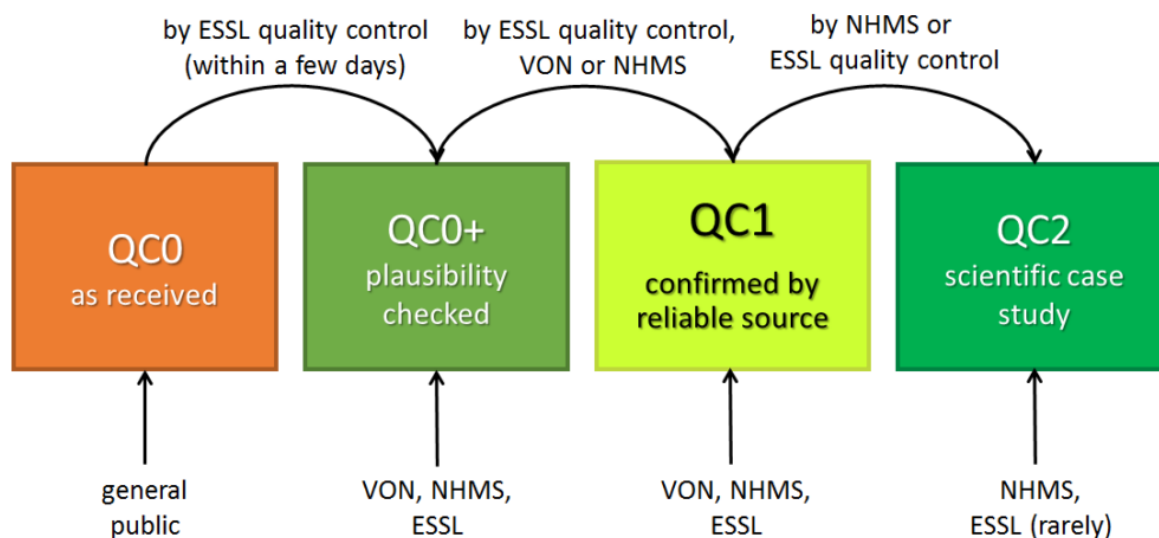 by ESSL quality control
(within a few days)
by ESSL quality control,
VON or NHMS
by NHMS or
ESSL quality control
QC0
as received
QC0+
plausibility
checked
QC1
confirmed by
reliable source
QC2
scientific case
study
general
public
VON, NHMS,
ESSL
VON, NHMS,
ESSL
NHMS,
ESSL (rarely)